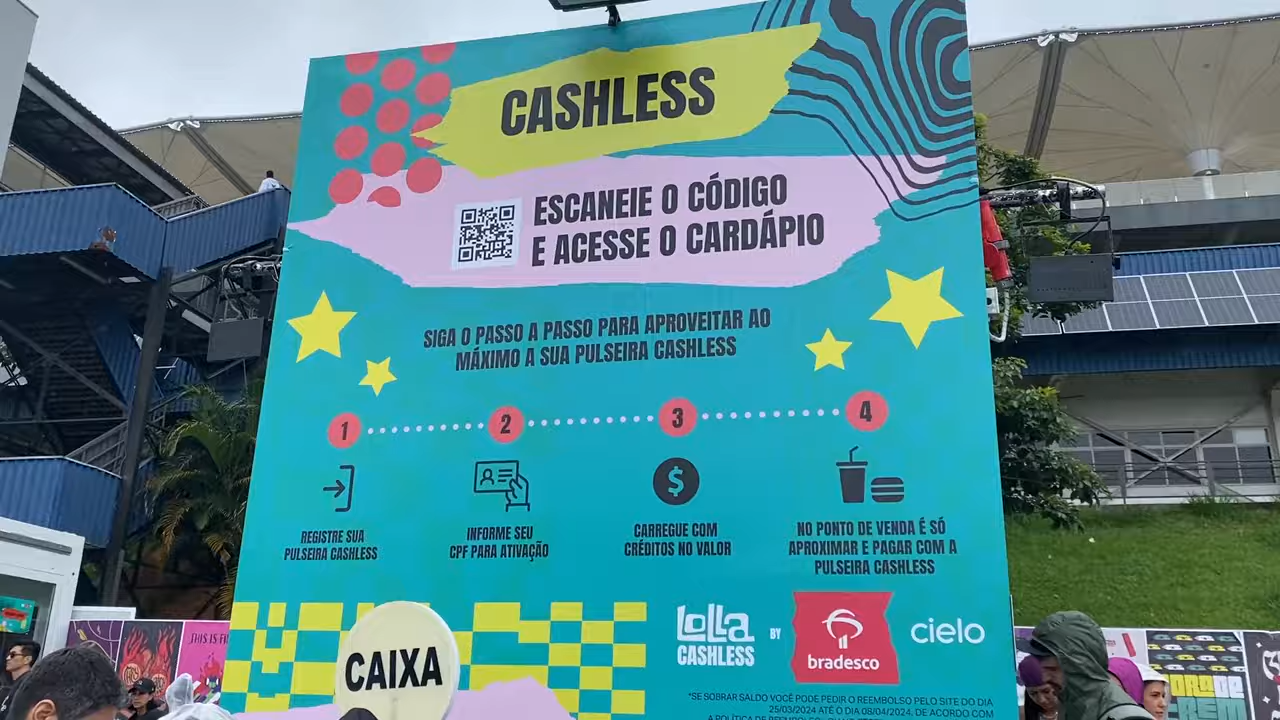 CASHLESS
ESCANEIE O CÓDIGO
E ACESSE O CARDÁPIO
SIGA O PASSO A PASSO PARA APROVEITAR AO
MÁXIMO A SUA PULSEIRA CASHLESS
1
2
3
4
REGISTRE SUA
PULSEIRA CASHLESS
INFORME SEU
CPF PARA ATIVAÇÃO
$
CARREGUE COM
CRÉDITOS NO VALOR
NO PONTO DE VENDA É SÓ
APROXIMAR E PAGAR COM A
PULSEIRA CASHLESS
CAIXA
Lolla
CASHLESS
BY
bradesco
cielo
*SE SOBRAR SALDO VOCÊ PODE PEDIR O REEMBOLSO PELO SITE DO DIA
25/03/2024 ATÉ O DIA 08/04/2024, DE ACORDO COM
THIS IS